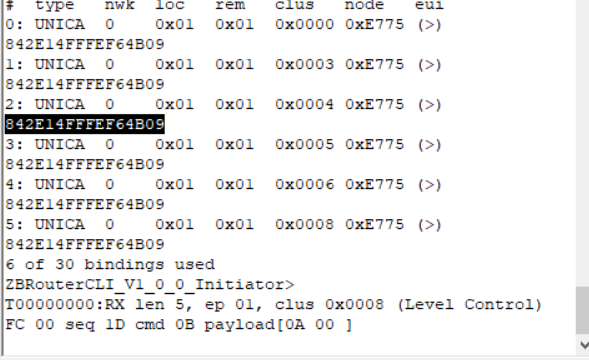 # type nwk loc rem clus node eui
0: UNICA 0 0x01 0x01 0x0000 0xE775 (>)
842E14FFFEF64B09
1: UNICA 0 0x01 0x01 0x0003 0xE775 (>)
842E14FFFEF64B09
2: UNICA 0 0x01 0x01 0x0004 0xE775 (>)
842E14FFFEF64B09
3: UNICA 0 0x01 0x01 0x0005 0xE775 (>)
842E14FFFEF64B09
4: UNICA 0 0x01 0x01 0x0006 0xE775 (>)
842E14FFFEF64B09
5: UNICA 0 0x01 0x01 0x0008 0xE775 (>)
842E14FFFEF64B09
6 of 30 bindings used
ZBRouterCLI_V1_0_0_Initiator>
T00000000:RX len 5, ep 01, clus 0x0008 (Level Control)
FC 00 seq 1D cmd 0B payload[0A 00 ]